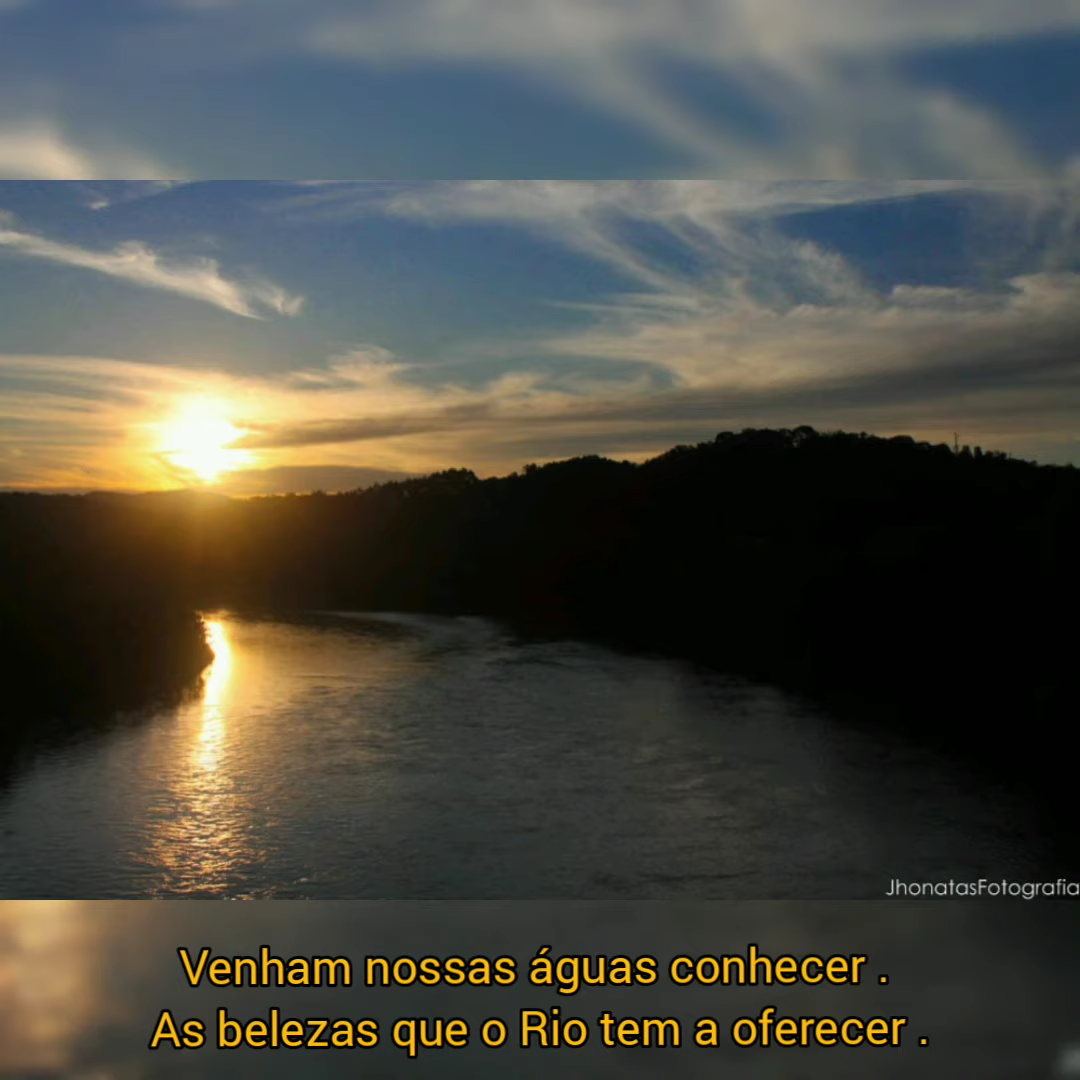 JhonatasFotografia
Venham nossas águas conhecer .
As belezas que o Rio tem a oferecer .